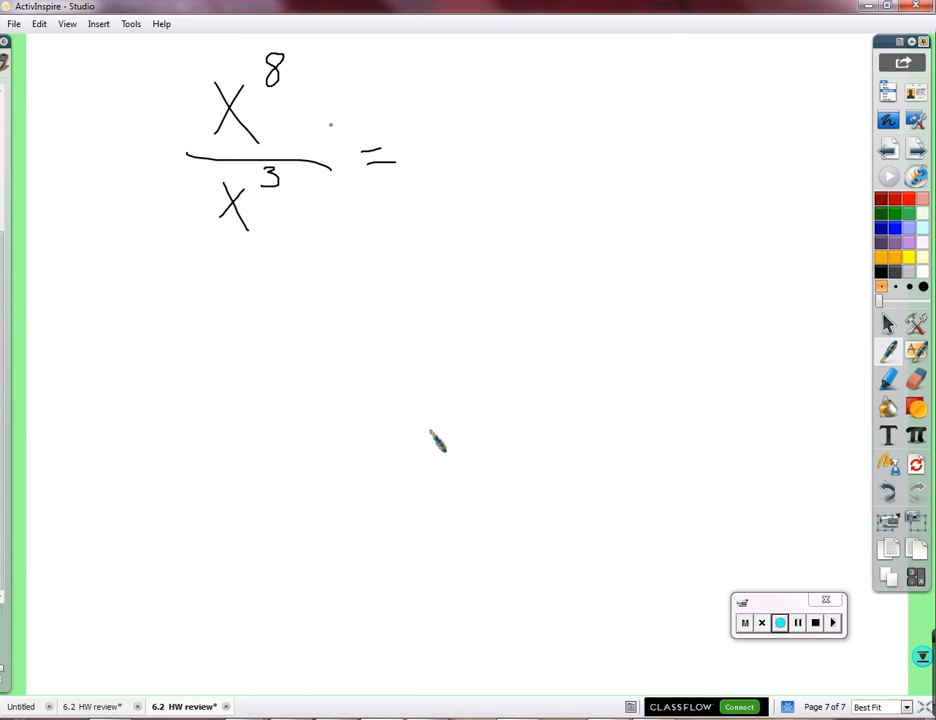 ActivInspire - Studio
File Edit View Insert Tools Help
X^8
X^3
=
T π
M
Untitled 6.2 HW review* 6.2 HW review*
CLASSFLOW Connect
Page 7 of 7 Best Fit